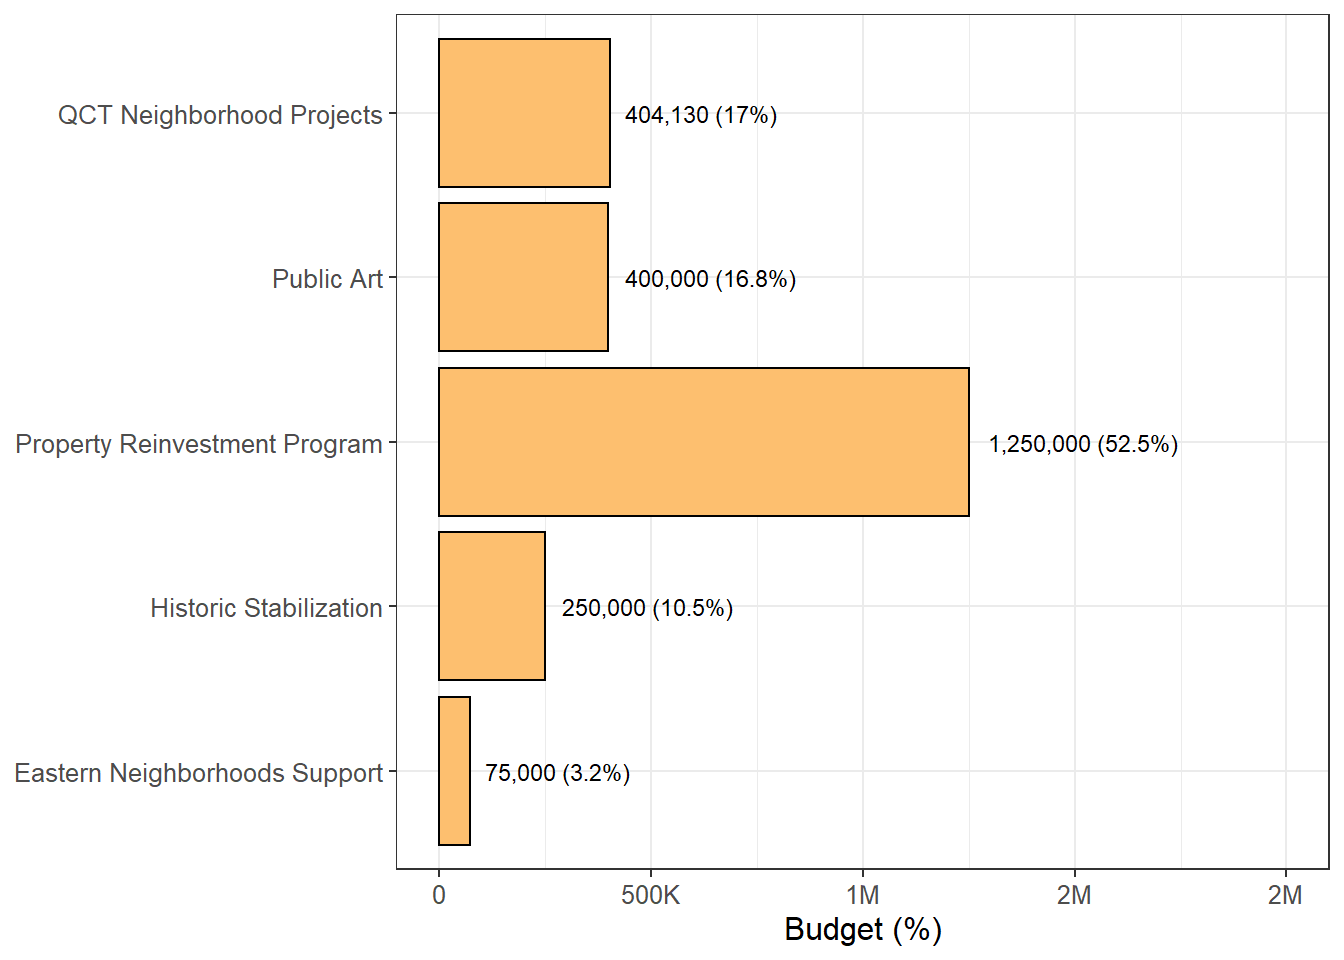 QCT Neighborhood Projects
404,130 (17%)
Public Art
400,000 (16.8%)
Property Reinvestment Program
1,250,000 (52.5%)
Historic Stabilization
250,000 (10.5%)
Eastern Neighborhoods Support
75,000 (3.2%)
0 500K 1M 2M 2M
Budget (%)